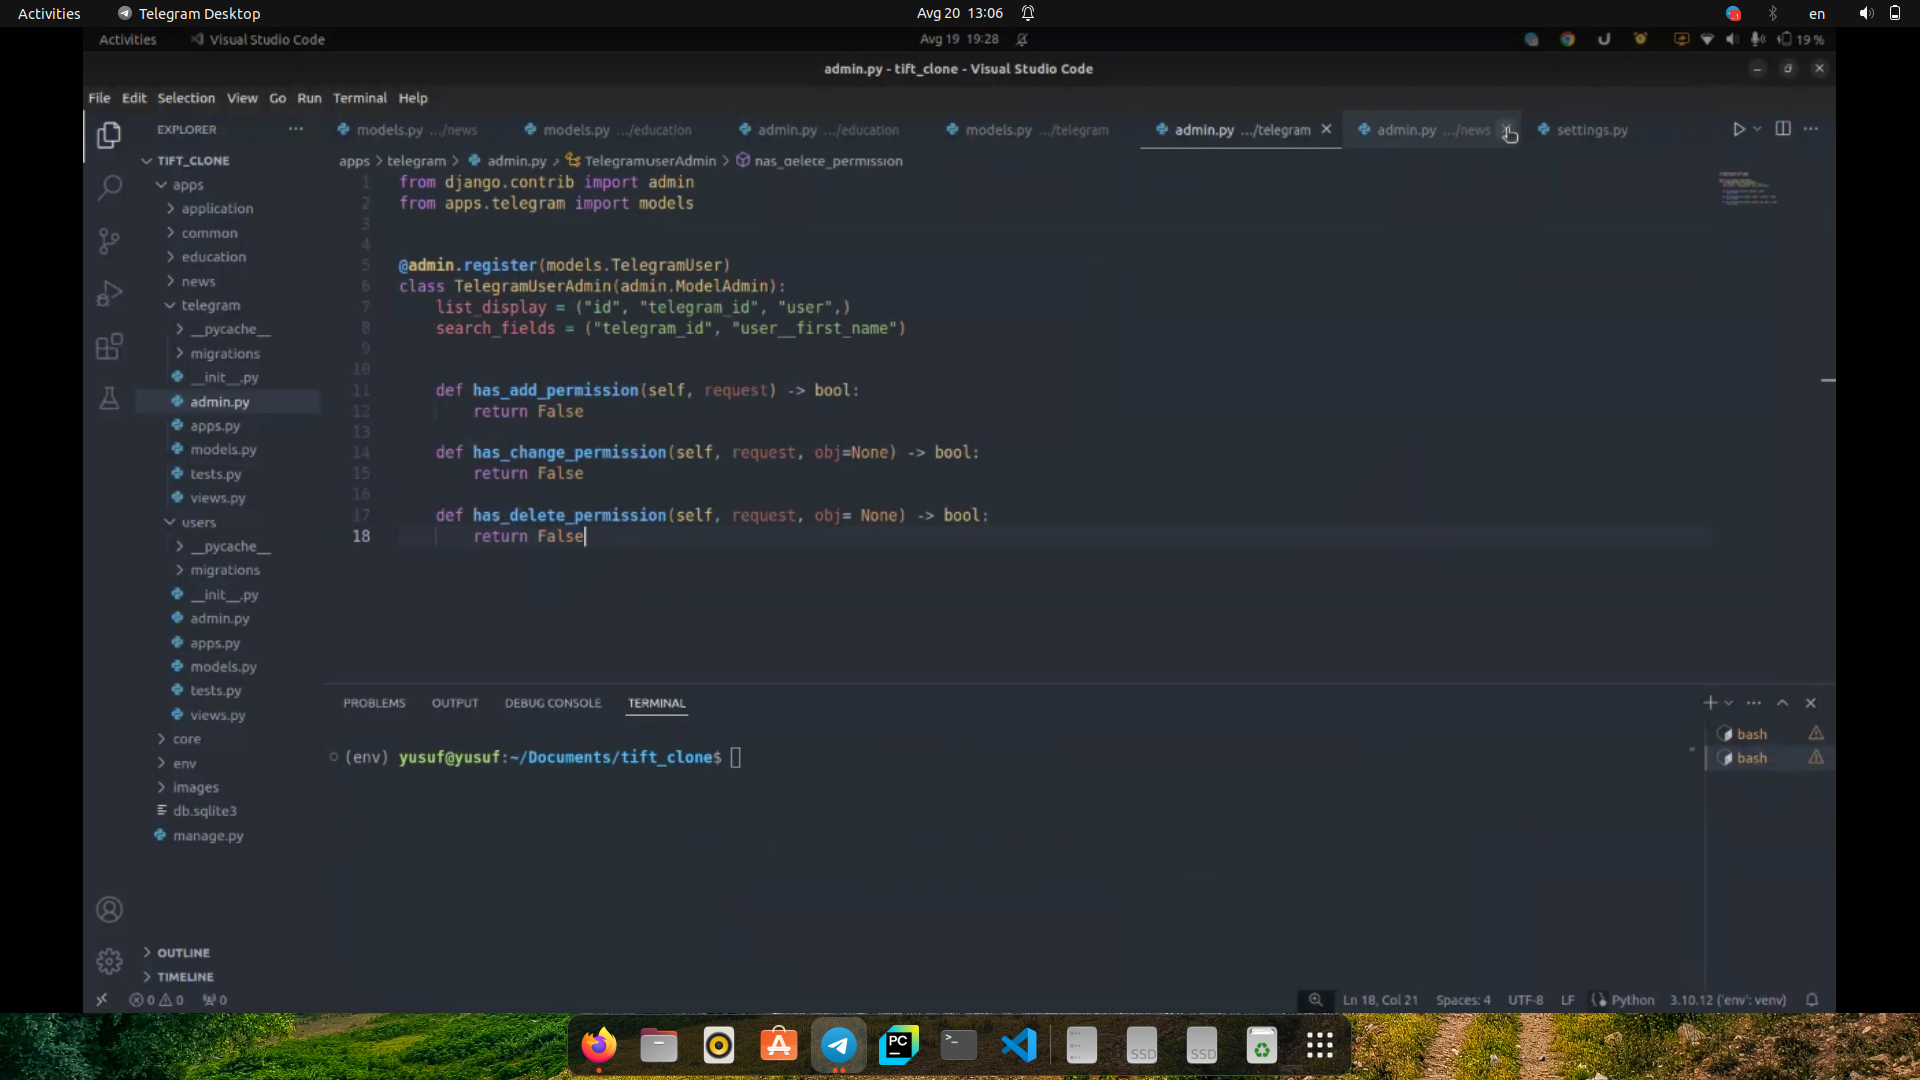 Activities
Telegram Desktop
Avg 20 13:06
en
Activities
Visual Studio Code
Avg 19 19:28
19 %
admin.py - tift_clone - Visual Studio Code
File Edit Selection View Go Run Terminal Help
EXPLORER
models.py .../news
models.py .../education
admin.py .../education
models.py .../telegram
admin.py .../telegram
admin.py .../news
settings.py
TIFT_CLONE
apps
application
common
education
news
telegram
__pycache__
migrations
__init__.py
admin.py
apps.py
models.py
tests.py
views.py
users
__pycache__
migrations
__init__.py
admin.py
apps.py
models.py
tests.py
views.py
core
env
images
db.sqlite3
manage.py
OUTLINE
TIMELINE
apps > telegram > admin.py > TelegramUserAdmin > has_delete_permission
1 from django.contrib import admin
2 from apps.telegram import models
3
4
5 @admin.register(models.TelegramUser)
6 class TelegramUserAdmin(admin.ModelAdmin):
7 list_display = ("id", "telegram_id", "user",)
8 search_fields = ("telegram_id", "user__first_name")
9
10
11 def has_add_permission(self, request) -> bool:
12 return False
13
14 def has_change_permission(self, request, obj=None) -> bool:
15 return False
16
17 def has_delete_permission(self, request, obj= None) -> bool:
18 return False
PROBLEMS OUTPUT DEBUG CONSOLE TERMINAL
(env) yusuf@yusuf:~/Documents/tift_clone$
bash
bash
0 0 0
Ln 18, Col 21 Spaces: 4 UTF-8 LF Python 3.10.12 ('env': venv)
PC
SSD
SSD